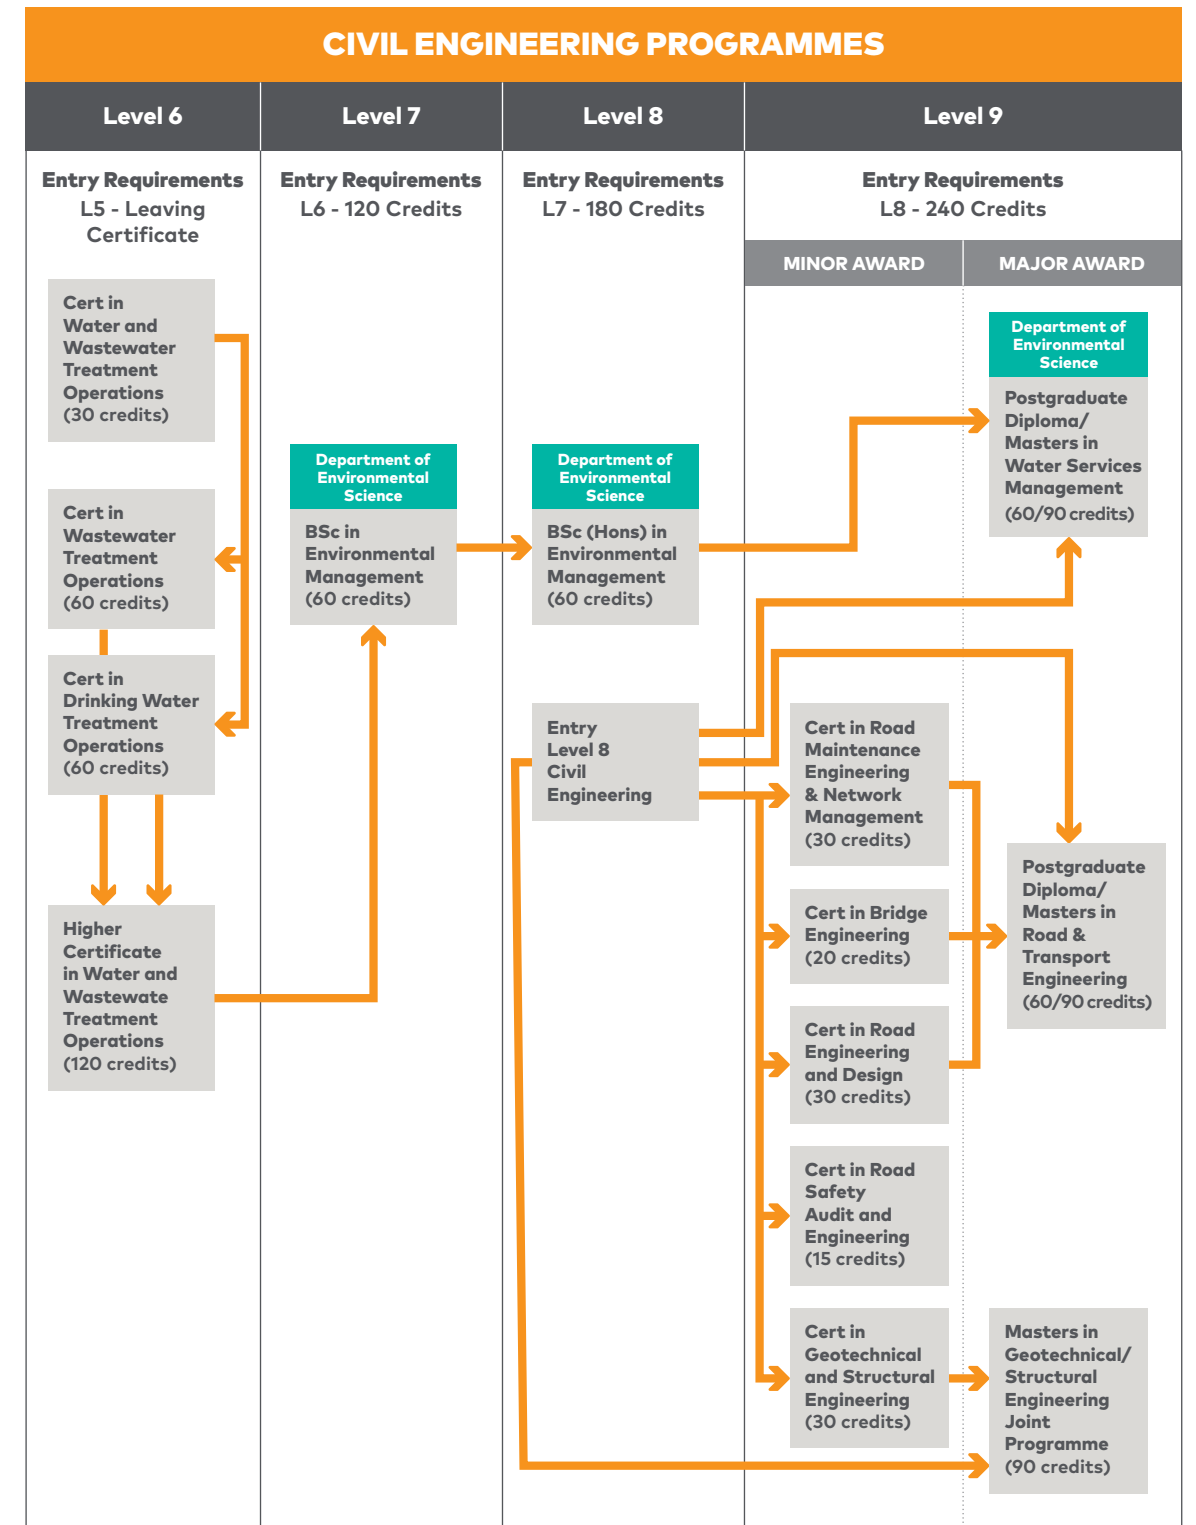 CIVIL ENGINEERING PROGRAMMES
Level 6
Level 7
Level 8
Level 9
Entry Requirements
L5 - Leaving
Certificate
Entry Requirements
L6 - 120 Credits
Entry Requirements
L7 - 180 Credits
Entry Requirements
L8 - 240 Credits
MINOR AWARD
MAJOR AWARD
Cert in
Water and
Wastewater
Treatment
Operations
(30 credits)
Cert in
Wastewater
Treatment
Operations
(60 credits)
Cert in
Drinking Water
Treatment
Operations
(60 credits)
Higher
Certificate
in Water and
Wastewate
Treatment
Operations
(120 credits)
Department of
Environmental
Science
BSc in
Environmental
Management
(60 credits)
Department of
Environmental
Science
BSc (Hons) in
Environmental
Management
(60 credits)
Entry
Level 8
Civil
Engineering
Cert in Road
Maintenance
Engineering
& Network
Management
(30 credits)
Cert in Bridge
Engineering
(20 credits)
Cert in Road
Engineering
and Design
(30 credits)
Cert in Road
Safety
Audit and
Engineering
(15 credits)
Cert in
Geotechnical
and Structural
Engineering
(30 credits)
Department of
Environmental
Science
Postgraduate
Diploma/
Masters in
Water Services
Management
(60/90 credits)
Postgraduate
Diploma/
Masters in
Road &
Transport
Engineering
(60/90 credits)
Masters in
Geotechnical/
Structural
Engineering
Joint
Programme
(90 credits)